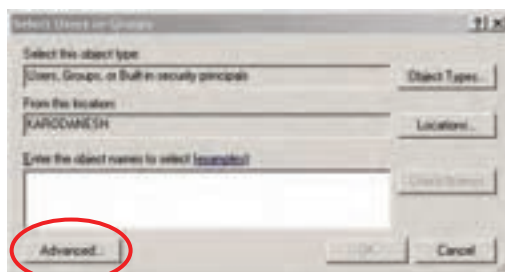 Select Users or Groups
Select this object type:
Users, Groups, or Built-in security principals
Object Types...
From this location:
KARODANESH
Locations...
Enter the object names to select (examples):
Check Names
Advanced...
OK
Cancel